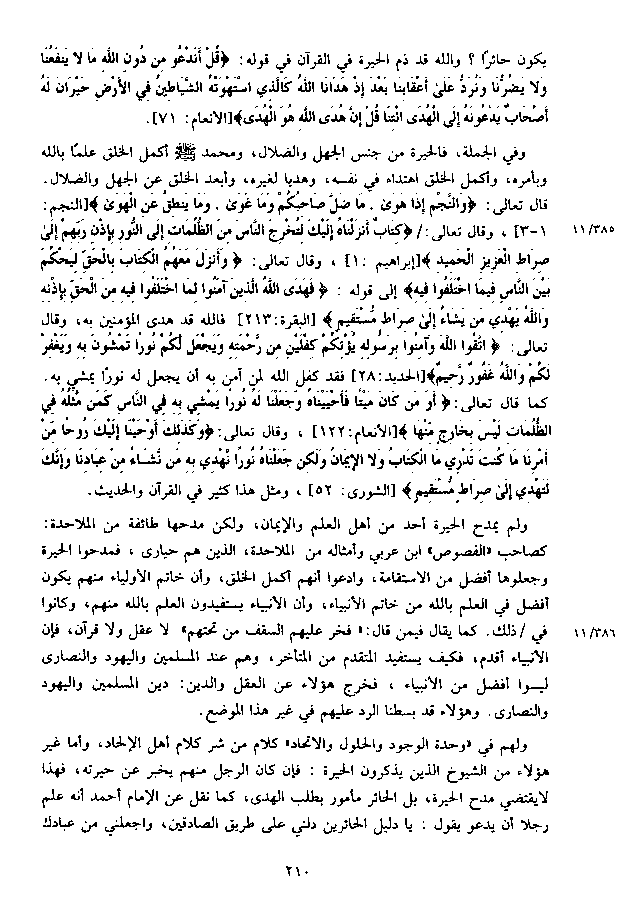 يكون حائرًا ؟ والله قد ذم الحيرة في القرآن في قوله: ﴿قُلْ أَنَدْعُو مِن دُونِ اللَّهِ مَا لا يَنفَعُنَا
وَلا يَضُرُّنَا وَنُرَدُّ عَلَىٰ أَعْقَابِنَا بَعْدَ إِذْ هَدَانَا اللَّهُ كَالَّذِي اسْتَهْوَتْهُ الشَّيَاطِينُ فِي الأَرْضِ حَيْرَانَ لَهُ
أَصْحَابٌ يَدْعُونَهُ إِلَى الْهُدَى ائْتِنَا قُلْ إِنَّ هُدَى اللَّهِ هُوَ الْهُدَى﴾[الأنعام: ٧١].
وفي الجملة، فالحيرة من جنس الجهل والضلال، ومحمد ﷺ أكمل الخلق علمًا بالله
وبأمره، وأكمل الخلق اهتداء في نفسه، وهديا لغيره، وأبعد الخلق عن الجهل والضلال.
قال تعالى: ﴿وَالنَّجْمِ إِذَا هَوَىٰ . مَا ضَلَّ صَاحِبُكُمْ وَمَا غَوَىٰ . وَمَا يَنطِقُ عَنِ الْهَوَىٰ ﴾[النجم:
١-٣] ، وقال تعالى:/ ﴿كِتَابٌ أَنزَلْنَاهُ إِلَيْكَ لِتُخْرِجَ النَّاسَ مِنَ الظُّلُمَاتِ إِلَى النُّورِ بِإِذْنِ رَبِّهِمْ إِلَىٰ ١١/٣٨٥
صِرَاطِ الْعَزِيزِ الْحَمِيدِ ﴾[إبراهيم :١] ، وقال تعالى: ﴿ وَأَنزَلَ مَعَهُمُ الْكِتَابَ بِالْحَقِّ لِيَحْكُمَ
بَيْنَ النَّاسِ فِيمَا اخْتَلَفُوا فِيهِ﴾ إلى قوله : ﴿ فَهَدَى اللَّهُ الَّذِينَ آمَنُوا لِمَا اخْتَلَفُوا فِيهِ مِنَ الْحَقِّ بِإِذْنِهِ
وَاللَّهُ يَهْدِي مَن يَشَاءُ إِلَىٰ صِرَاطٍ مُّسْتَقِيمٍ﴾ [البقرة:٢١٣] فالله قد هدى المؤمنين به، وقال
تعالى: ﴿ اتَّقُوا اللَّهَ وَآمِنُوا بِرَسُولِهِ يُؤْتِكُمْ كِفْلَيْنِ مِن رَّحْمَتِهِ وَيَجْعَل لَّكُمْ نُورًا تَمْشُونَ بِهِ وَيَغْفِرْ
لَكُمْ وَاللَّهُ غَفُورٌ رَّحِيمٌ﴾[الحديد:٢٨] فقد كفل الله لمن آمن به أن يجعل له نورًا يمشي به.
كما قال تعالى: ﴿ أَوَ مَن كَانَ مَيْتًا فَأَحْيَيْنَاهُ وَجَعَلْنَا لَهُ نُورًا يَمْشِي بِهِ فِي النَّاسِ كَمَن مَّثَلُهُ فِي
الظُّلُمَاتِ لَيْسَ بِخَارِجٍ مِّنْهَا ﴾[الأنعام:١٢٢] ، وقال تعالى: ﴿وَكَذَلِكَ أَوْحَيْنَا إِلَيْكَ رُوحًا مِّنْ
أَمْرِنَا مَا كُنتَ تَدْرِي مَا الْكِتَابُ وَلا الإِيمَانُ وَلَكِن جَعَلْنَاهُ نُورًا نَّهْدِي بِهِ مَن نَّشَاءُ مِنْ عِبَادِنَا وَإِنَّكَ
لَتَهْدِي إِلَىٰ صِرَاطٍ مُّسْتَقِيمٍ﴾ [الشورى: ٥٢] ، ومثل هذا كثير في القرآن والحديث.
ولم يمدح الحيرة أحد من أهل العلم والإيمان، ولكن مدحها طائفة من الملاحدة:
كصاحب «الفصوص» ابن عربي وأمثاله من الملاحدة، الذين هم حيارى ، فمدحوا الحيرة
وجعلوها أفضل من الاستقامة، وادعوا أنهم أكمل الخلق، وأن خاتم الأولياء منهم يكون
أفضل في العلم بالله من خاتم الأنبياء، وأن الأنبياء يستفيدون العلم بالله منهم، وكانوا
في /ذلك. كما يقال فيمن قال:« فخر عليهم السقف من تحتهم» لا عقل ولا قرآن، فإن ١١/٣٨٦
الأنبياء أقدم، فكيف يستفيد المتقدم من المتأخر، وهم عند المسلمين واليهود والنصارى
ليسوا أفضل من الأنبياء ، فخرج هؤلاء عن العقل والدين: دين المسلمين واليهود
والنصارى. وهؤلاء قد بسطنا الرد عليهم في غير هذا الموضع.
ولهم في «وحدة الوجود والحلول والاتحاد» كلام من شر كلام أهل الإلحاد، وأما غير
هؤلاء من الشيوخ الذين يذكرون الحيرة : فإن كان الرجل منهم يخبر عن حيرته، فهذا
لايقتضي مدح الحيرة، بل الحائر مأمور بطلب الهدى، كما نقل عن الإمام أحمد أنه علم
رجلا أن يدعو يقول : يا دليل الحائرين دلني على طريق الصادقين، واجعلني من عبادك
٢١٠